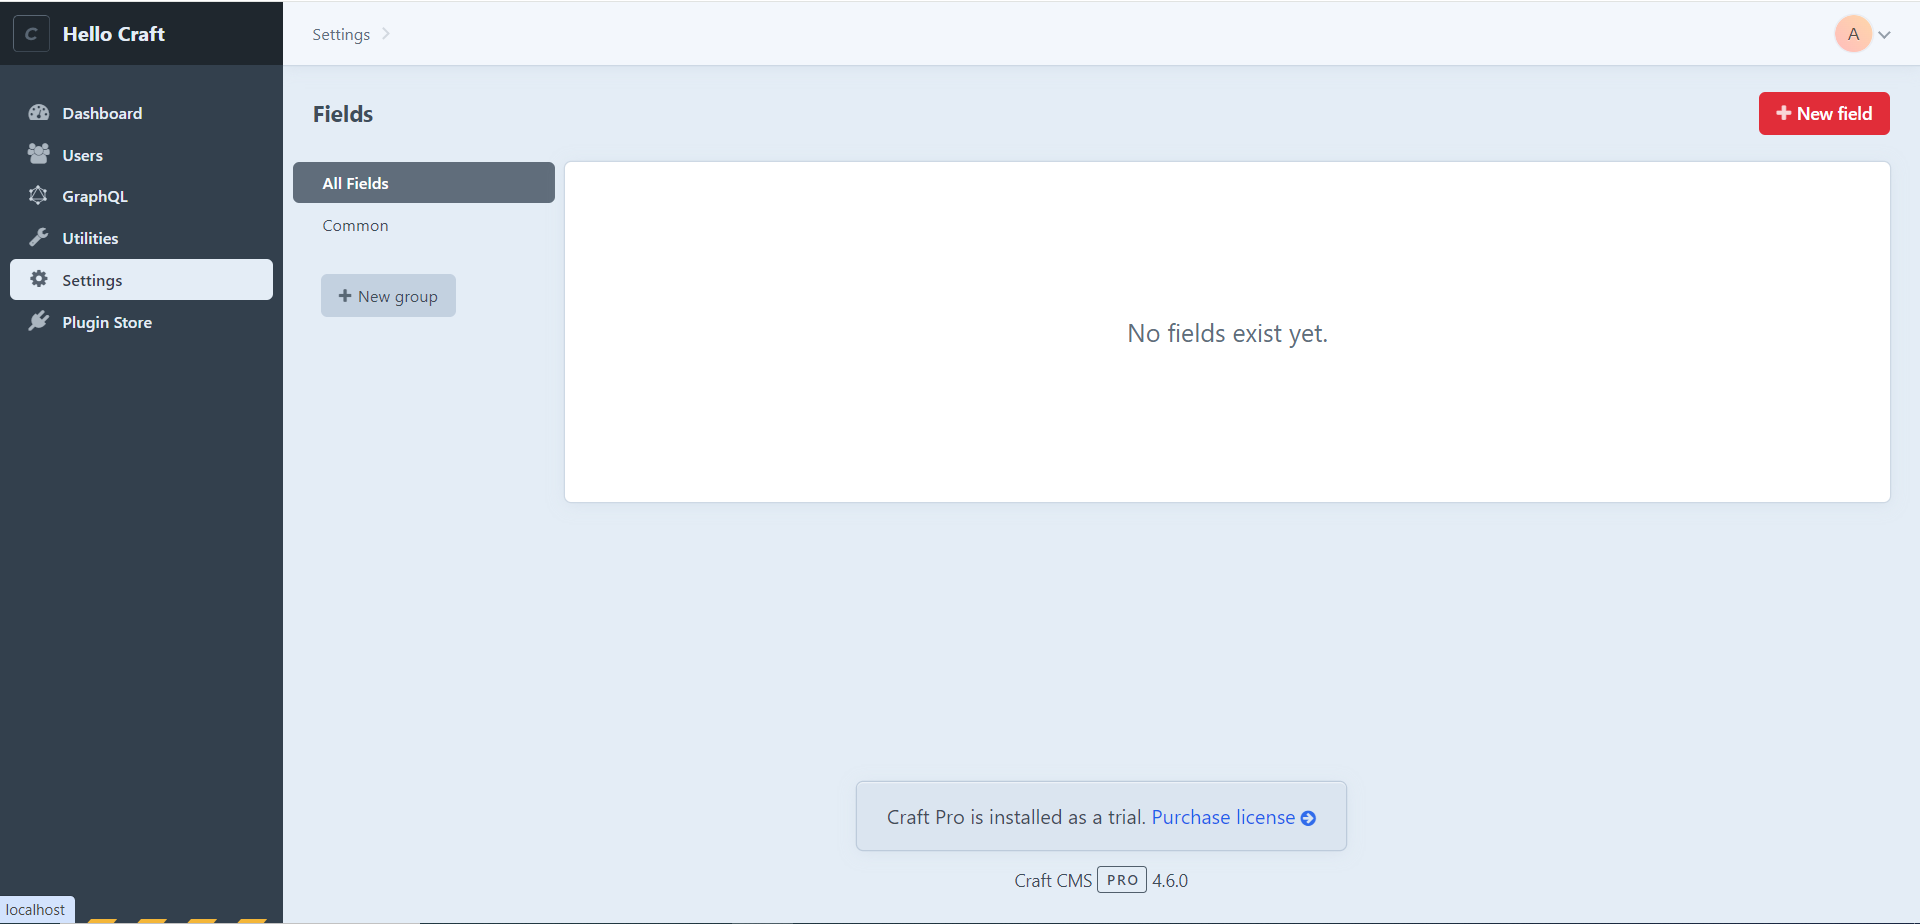 C
Hello Craft
Settings
A
Dashboard
Users
GraphQL
Utilities
Settings
Plugin Store
Fields
+ New field
All Fields
Common
+ New group
No fields exist yet.
Craft Pro is installed as a trial. Purchase license
Craft CMS PRO 4.6.0
localhost